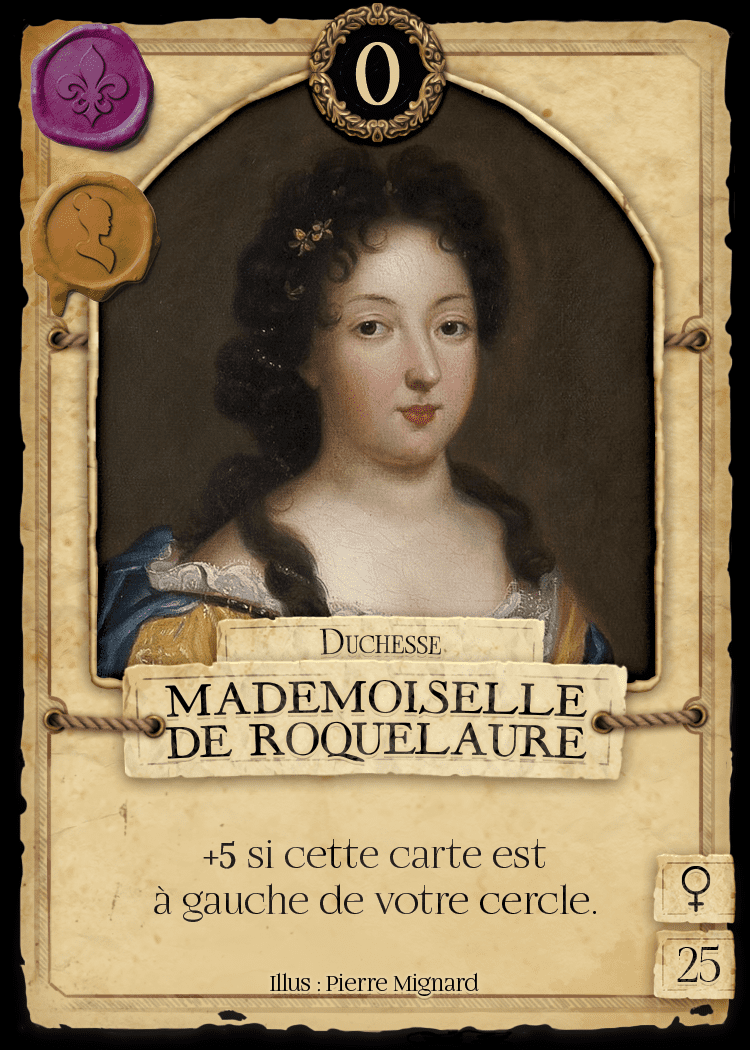 0
Duchesse
MADEMOISELLE
DE ROQUELAURE
+5 si cette carte est
à gauche de votre cercle.
♀
25
Illus : Pierre Mignard